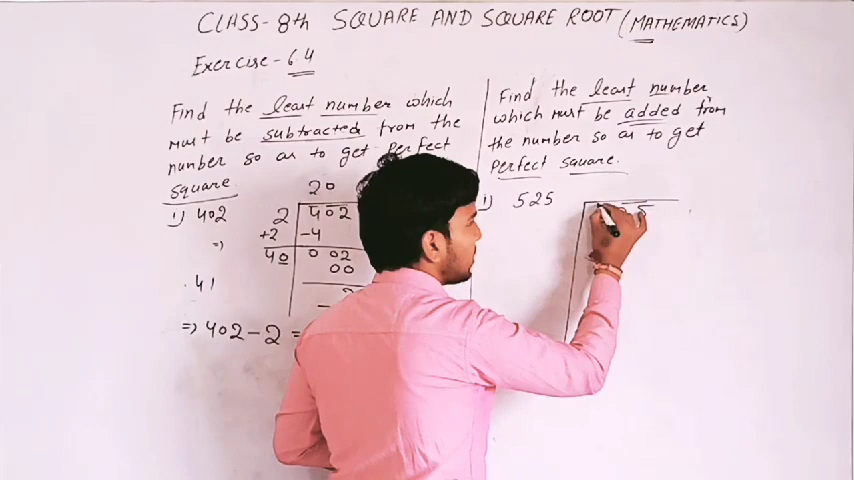 CLASS-8th SQUARE AND SQUARE ROOT (MATHEMATICS)
Exercise-6.4
Find the least number which
must be subtracted from the
number so as to get Perfect
square.
i) 402
20
2 402
+2 -4
=> 40 0 02
00
2
41
=> 402-2=
Find the least number
which must be added from
the number so as to get
Perfect square.
i) 525